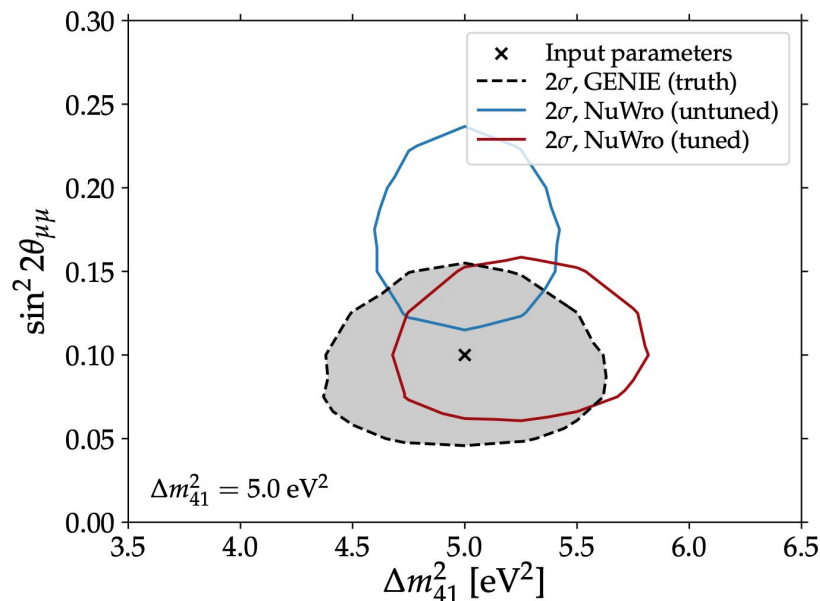 0.30
0.25
0.20
0.15
0.10
0.05
0.00
sin² 2θ_μμ
Input parameters
2σ, GENIE (truth)
2σ, NuWro (untuned)
2σ, NuWro (tuned)
Δm²₄₁ = 5.0 eV²
3.5 4.0 4.5 5.0 5.5 6.0 6.5
Δm²₄₁ [eV²]